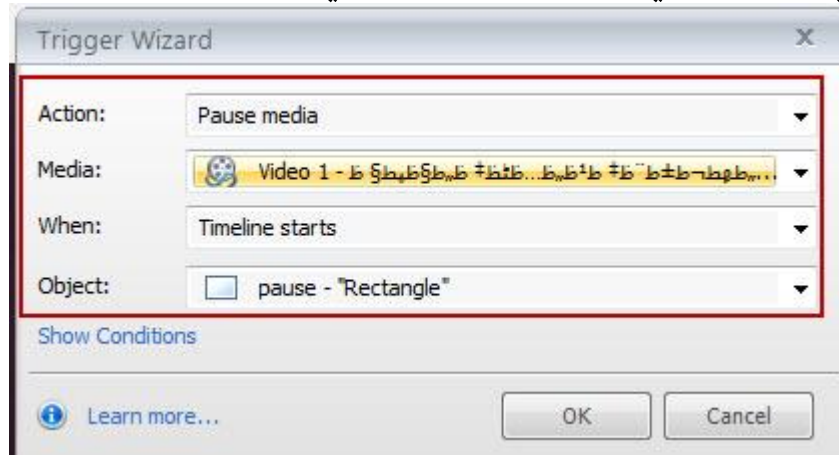 Trigger Wizard
Action: Pause media
Media: Video 1 -
When: Timeline starts
Object: pause - "Rectangle"
Show Conditions
Learn more...
OK Cancel